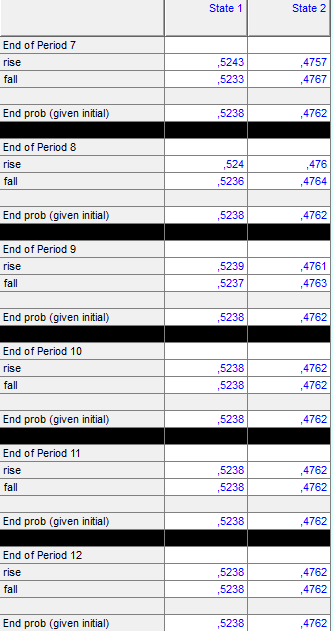 State 1 State 2
End of Period 7
rise ,5243 ,4757
fall ,5233 ,4767
End prob (given initial) ,5238 ,4762
End of Period 8
rise ,524 ,476
fall ,5236 ,4764
End prob (given initial) ,5238 ,4762
End of Period 9
rise ,5239 ,4761
fall ,5237 ,4763
End prob (given initial) ,5238 ,4762
End of Period 10
rise ,5238 ,4762
fall ,5238 ,4762
End prob (given initial) ,5238 ,4762
End of Period 11
rise ,5238 ,4762
fall ,5238 ,4762
End prob (given initial) ,5238 ,4762
End of Period 12
rise ,5238 ,4762
fall ,5238 ,4762
End prob (given initial) ,5238 ,4762